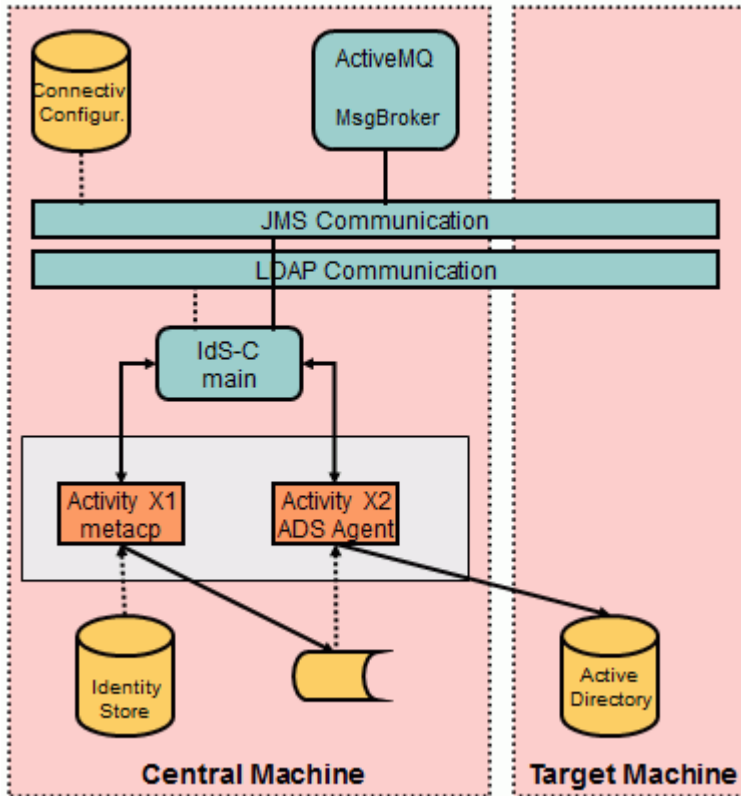 Connectiv
Configur.
ActiveMQ
MsgBroker
JMS Communication
LDAP Communication
IdS-C
main
Activity X1
metacp
Activity X2
ADS Agent
Identity
Store
Active
Directory
Central Machine
Target Machine